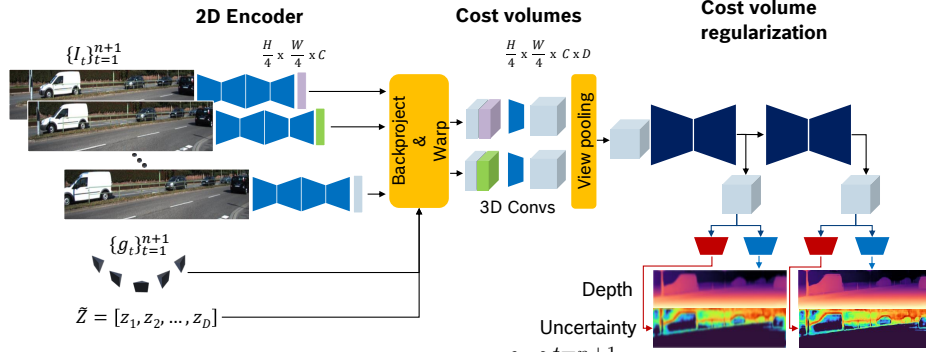 2D Encoder
Cost volumes
Cost volume
regularization
{I_t}_{t=1}^{n+1}
H/4 x W/4 x C
H/4 x W/4 x C x D
Backproject
&
Warp
View pooling
3D Convs
{g_t}_{t=1}^{n+1}
Z̃ = [z_1, z_2, ..., z_D]
Depth
Uncertainty
t=n+1